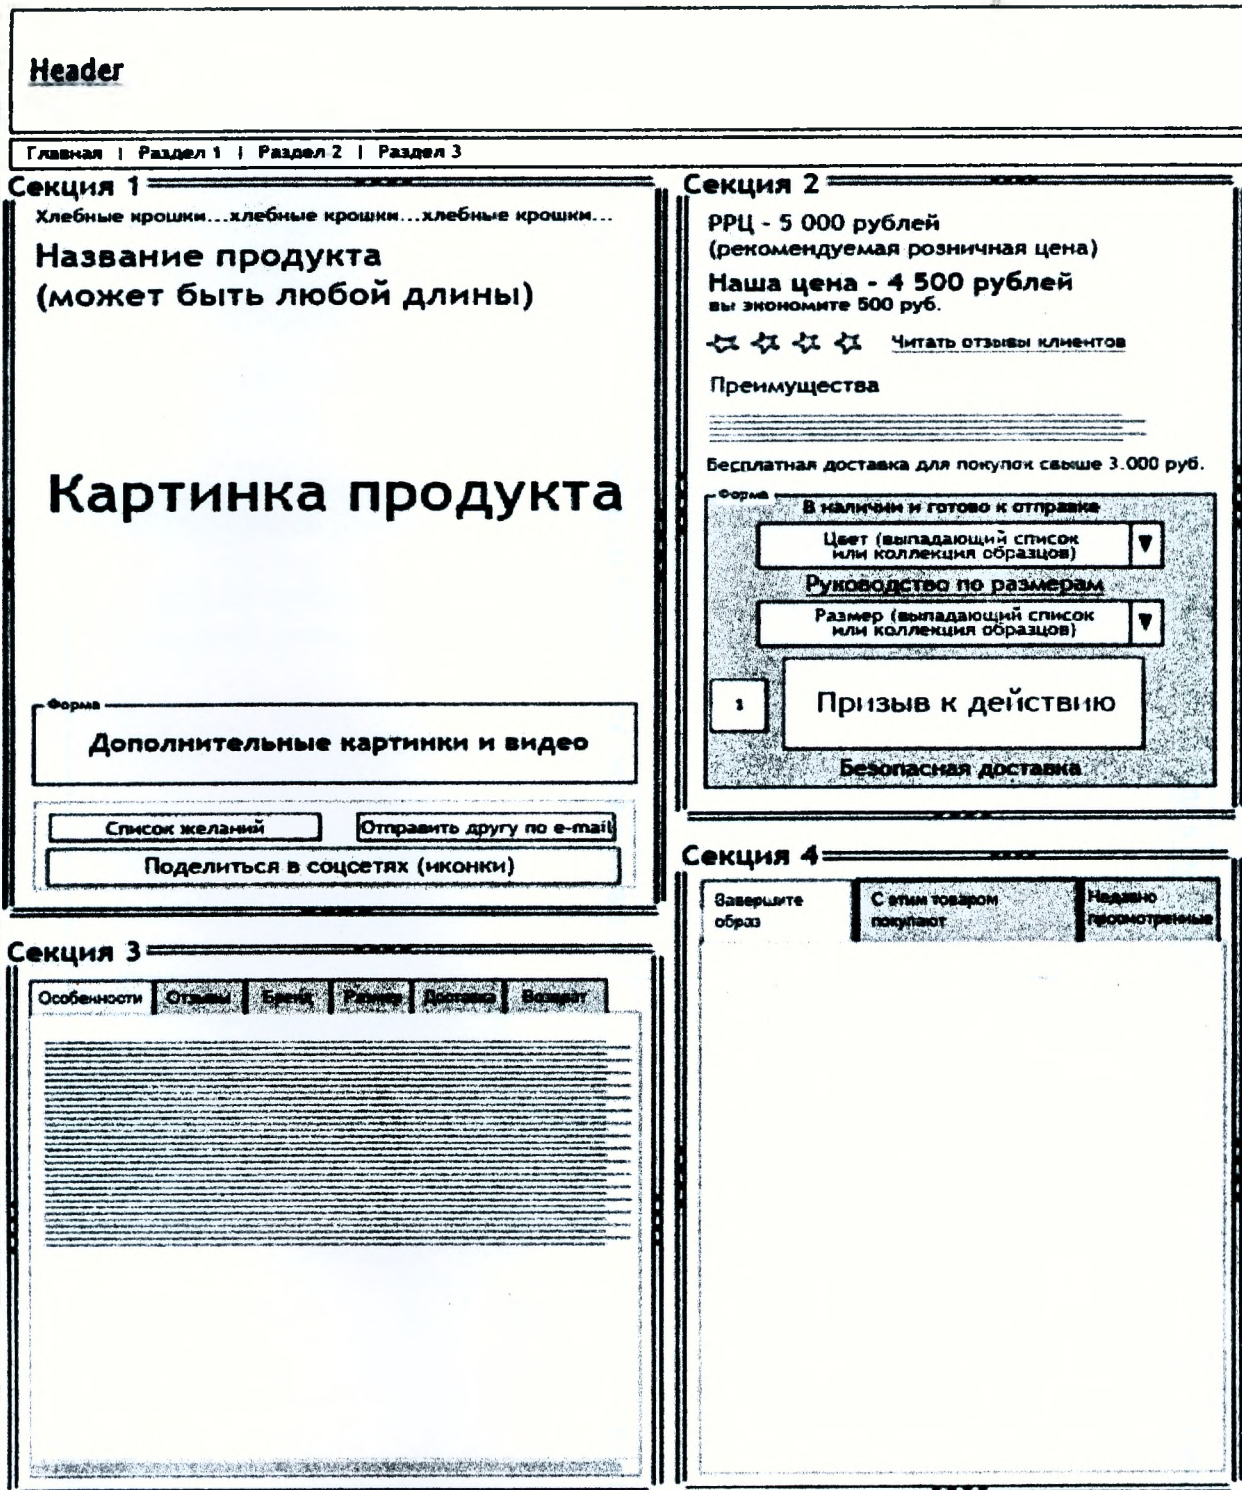 Header
Главная | Раздел 1 | Раздел 2 | Раздел 3
Секция 1
Хлебные крошки...хлебные крошки...хлебные крошки...
Название продукта
(может быть любой длины)
Картинка продукта
Форма
Дополнительные картинки и видео
Список желаний
Отправить другу по e-mail
Поделиться в соцсетях (иконки)
Секция 2
РРЦ - 5 000 рублей
(рекомендуемая розничная цена)
Наша цена - 4 500 рублей
вы экономите 500 руб.
Читать отзывы клиентов
Преимущества
Бесплатная доставка для покупок свыше 3.000 руб.
Форма
В наличии и готово к отправке
Цвет (выпадающий список
или коллекция образцов)
Руководство по размерам
Размер (выпадающий список
или коллекция образцов)
1
Призыв к действию
Безопасная доставка
Секция 3
Особенности
Отзывы
Бренд
Размер
Доставка
Возврат
Секция 4
Завершите
образ
С этим товаром
покупают
Недавно
просмотренные